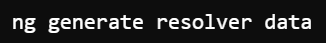 ng generate resolver data